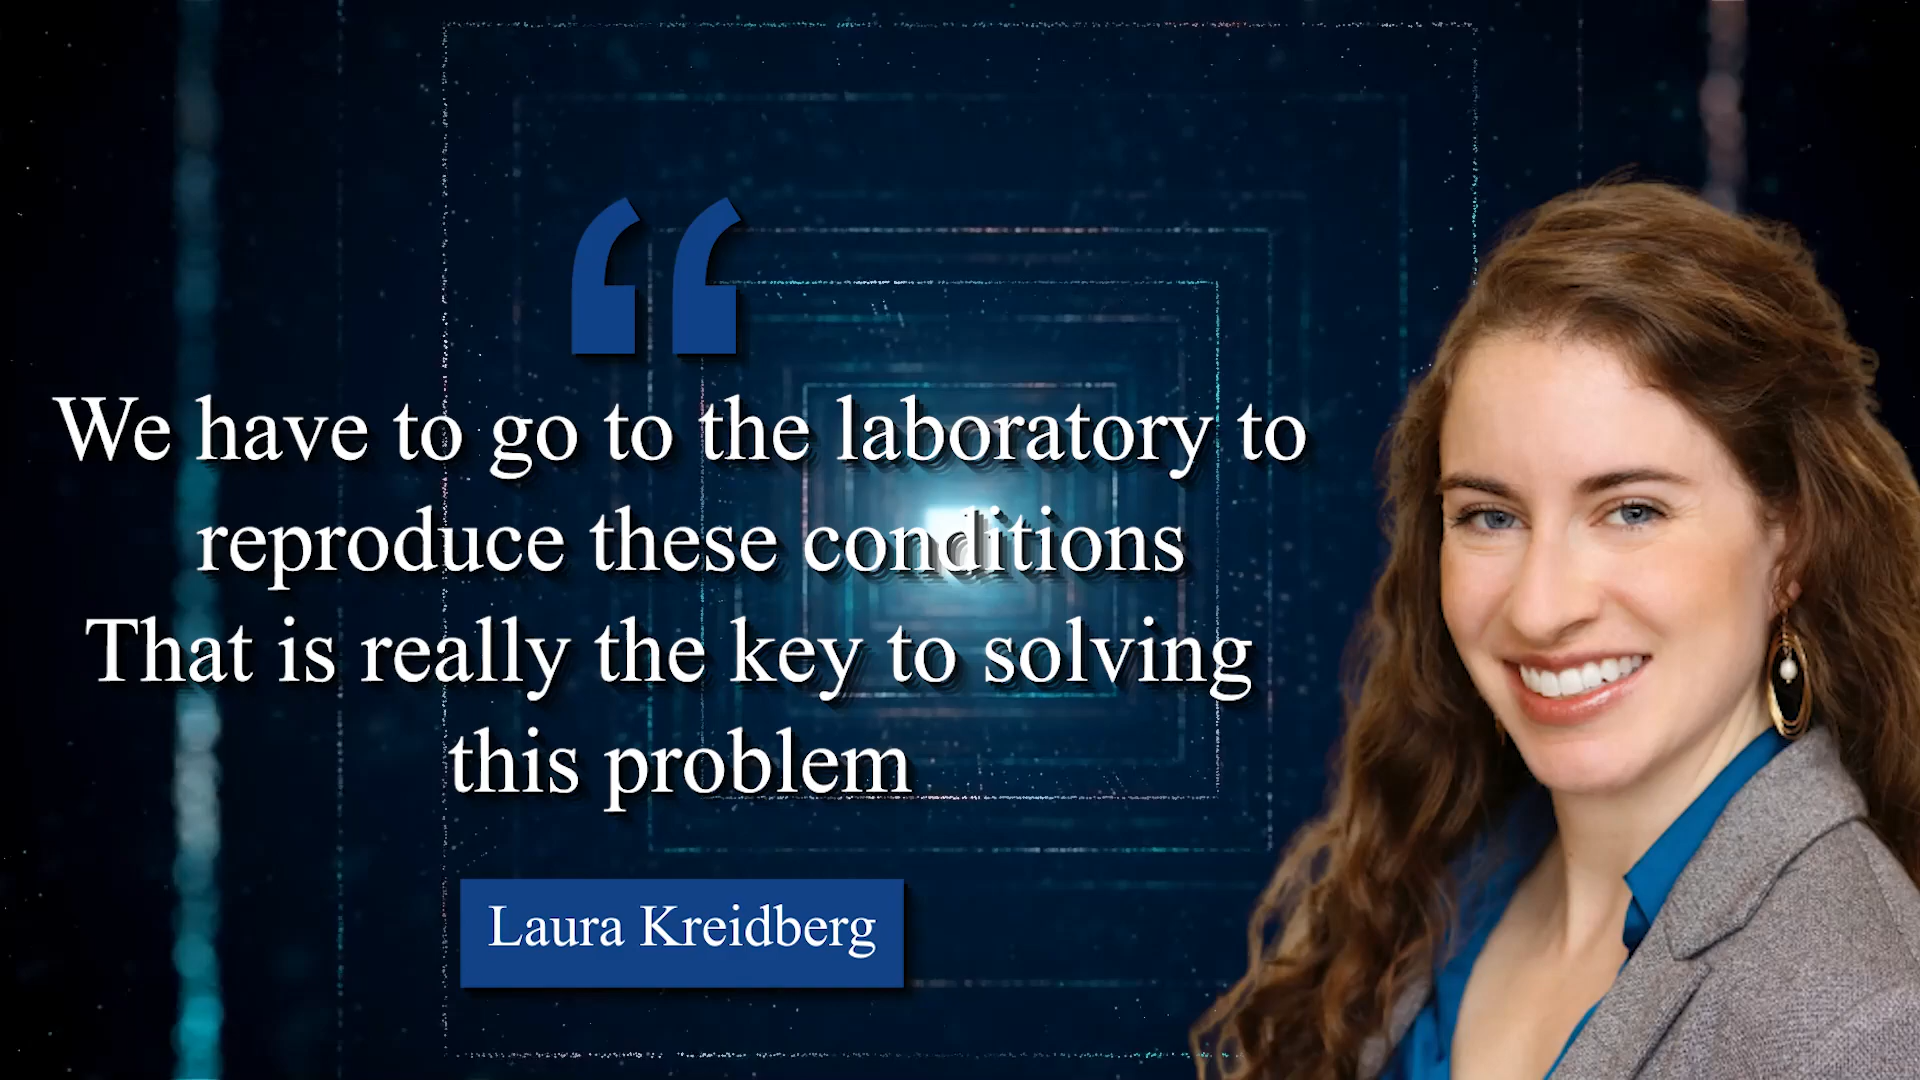 “
We have to go to the laboratory to
reproduce these conditions
That is really the key to solving
this problem
Laura Kreidberg